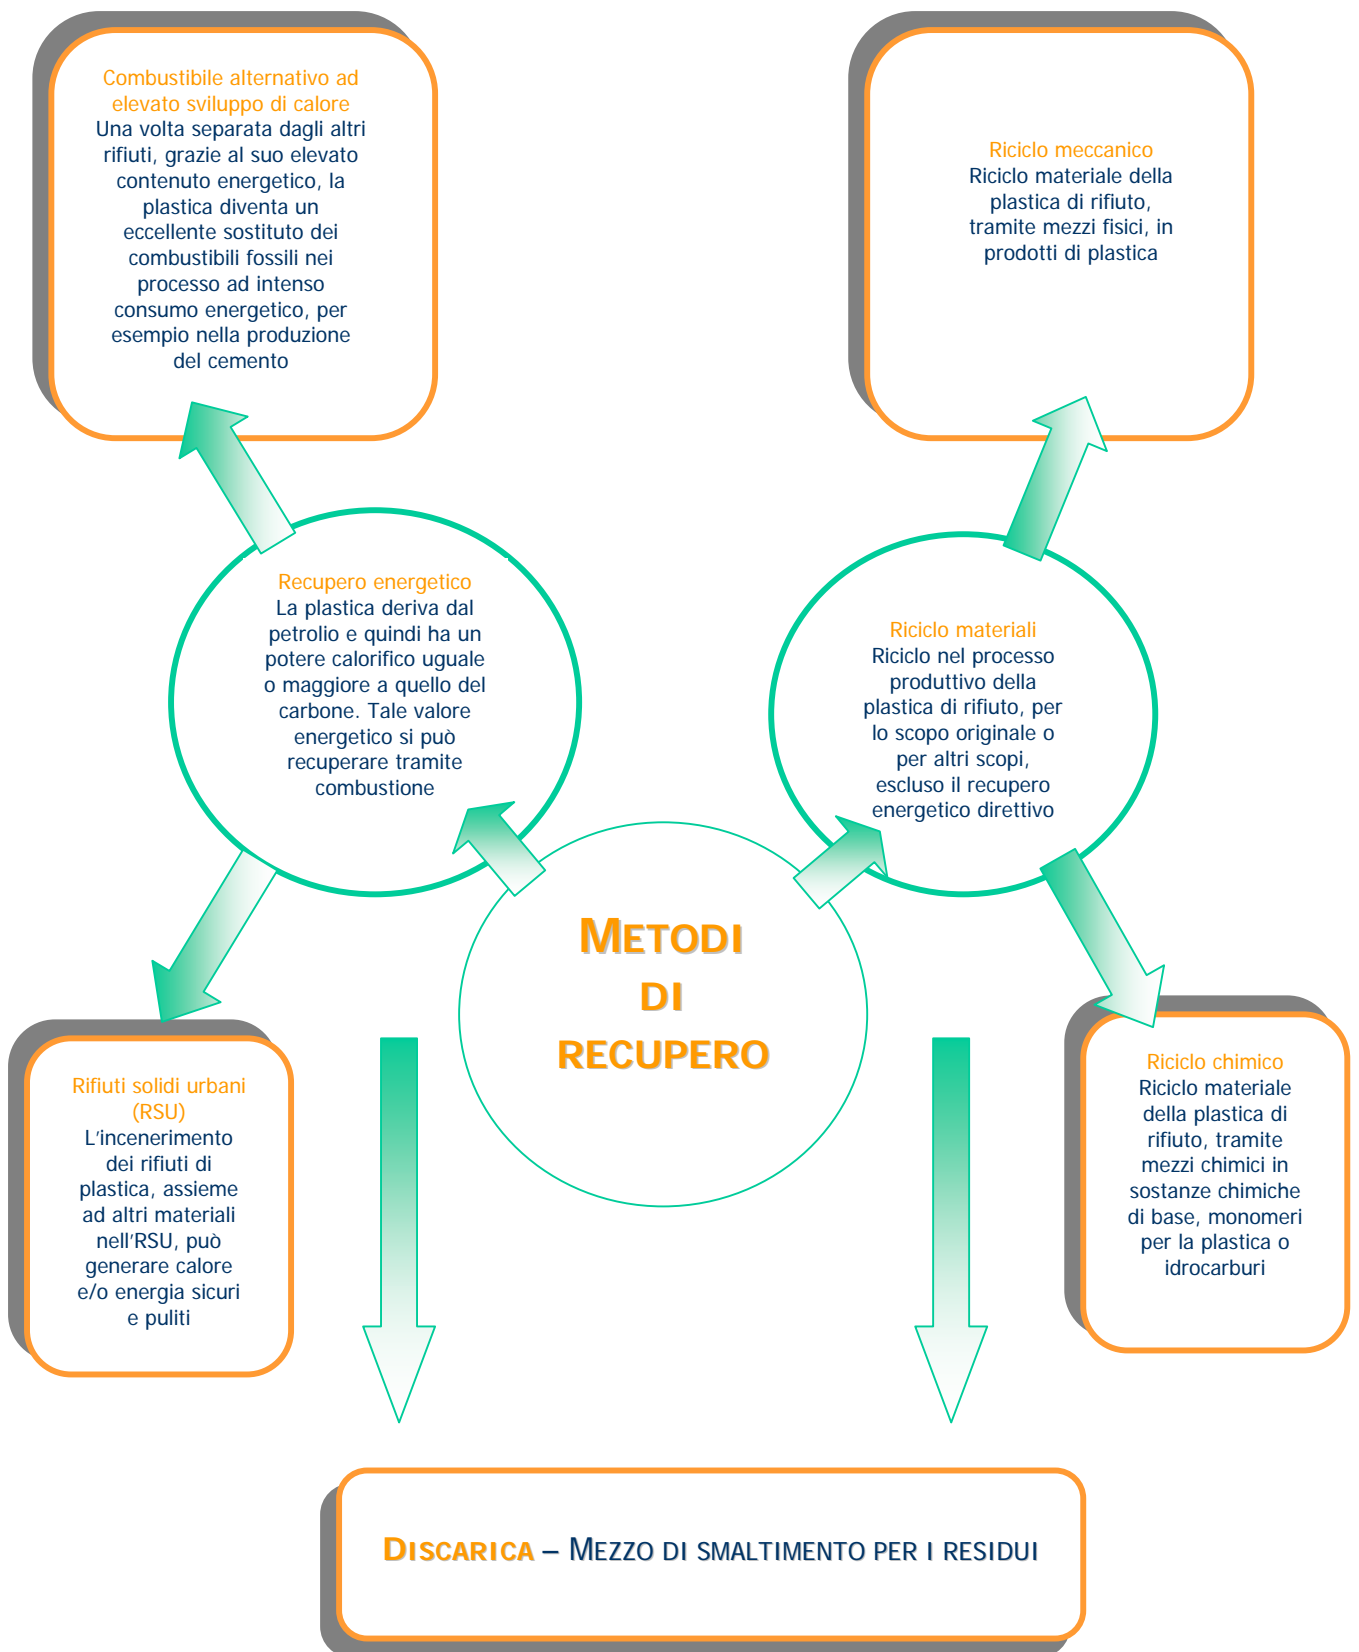 Combustibile alternativo ad
elevato sviluppo di calore
Una volta separata dagli altri
rifiuti, grazie al suo elevato
contenuto energetico, la
plastica diventa un
eccellente sostituto dei
combustibili fossili nei
processo ad intenso
consumo energetico, per
esempio nella produzione
del cemento
Riciclo meccanico
Riciclo materiale della
plastica di rifiuto,
tramite mezzi fisici, in
prodotti di plastica
Recupero energetico
La plastica deriva dal
petrolio e quindi ha un
potere calorifico uguale
o maggiore a quello del
carbone. Tale valore
energetico si può
recuperare tramite
combustione
Riciclo materiali
Riciclo nel processo
produttivo della
plastica di rifiuto, per
lo scopo originale o
per altri scopi,
escluso il recupero
energetico direttivo
METODI
DI
RECUPERO
Rifiuti solidi urbani
(RSU)
L'incenerimento
dei rifiuti di
plastica, assieme
ad altri materiali
nell'RSU, può
generare calore
e/o energia sicuri
e puliti
Riciclo chimico
Riciclo materiale
della plastica di
rifiuto, tramite
mezzi chimici in
sostanze chimiche
di base, monomeri
per la plastica o
idrocarburi
DISCARICA – MEZZO DI SMALTIMENTO PER I RESIDUI